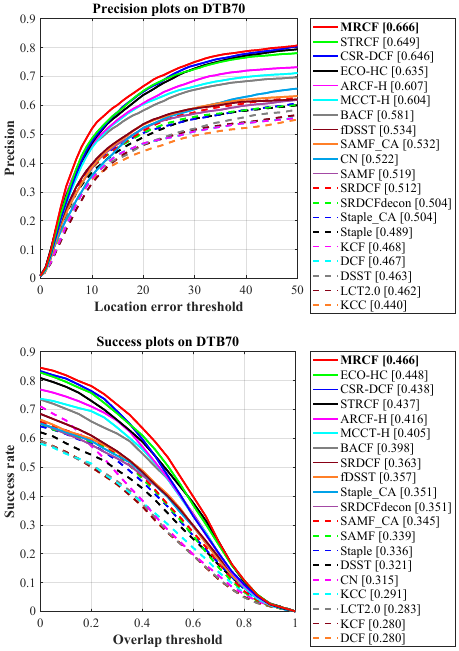 Precision plots on DTB70
0.9
0.8
0.7
0.6
0.5
0.4
0.3
0.2
0.1
0
Precision
0 10 20 30 40 50
Location error threshold
MRCF [0.666]
STRCF [0.649]
CSR-DCF [0.646]
ECO-HC [0.635]
ARCF-H [0.607]
MCCT-H [0.604]
BACF [0.581]
fDSST [0.534]
SAMF_CA [0.532]
CN [0.522]
SAMF [0.519]
SRDCF [0.512]
SRDCFdecon [0.504]
Staple_CA [0.504]
Staple [0.489]
KCF [0.468]
DCF [0.467]
DSST [0.463]
LCT2.0 [0.462]
KCC [0.440]
Success plots on DTB70
0.9
0.8
0.7
0.6
0.5
0.4
0.3
0.2
0.1
0
Success rate
0 0.2 0.4 0.6 0.8 1
Overlap threshold
MRCF [0.466]
ECO-HC [0.448]
CSR-DCF [0.438]
STRCF [0.437]
ARCF-H [0.416]
MCCT-H [0.405]
BACF [0.398]
SRDCF [0.363]
fDSST [0.357]
Staple_CA [0.351]
SRDCFdecon [0.351]
SAMF_CA [0.345]
SAMF [0.339]
Staple [0.336]
DSST [0.321]
CN [0.315]
KCC [0.291]
LCT2.0 [0.283]
KCF [0.280]
DCF [0.280]